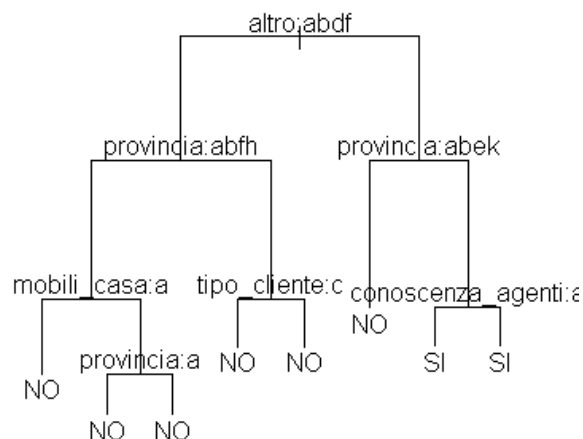 altro:abdf
provincia:abfh provincia:abek
mobili_casa:a tipo_cliente:c conoscenza_agenti:a
NO
NO NO SI SI
provincia:a
NO
NO NO